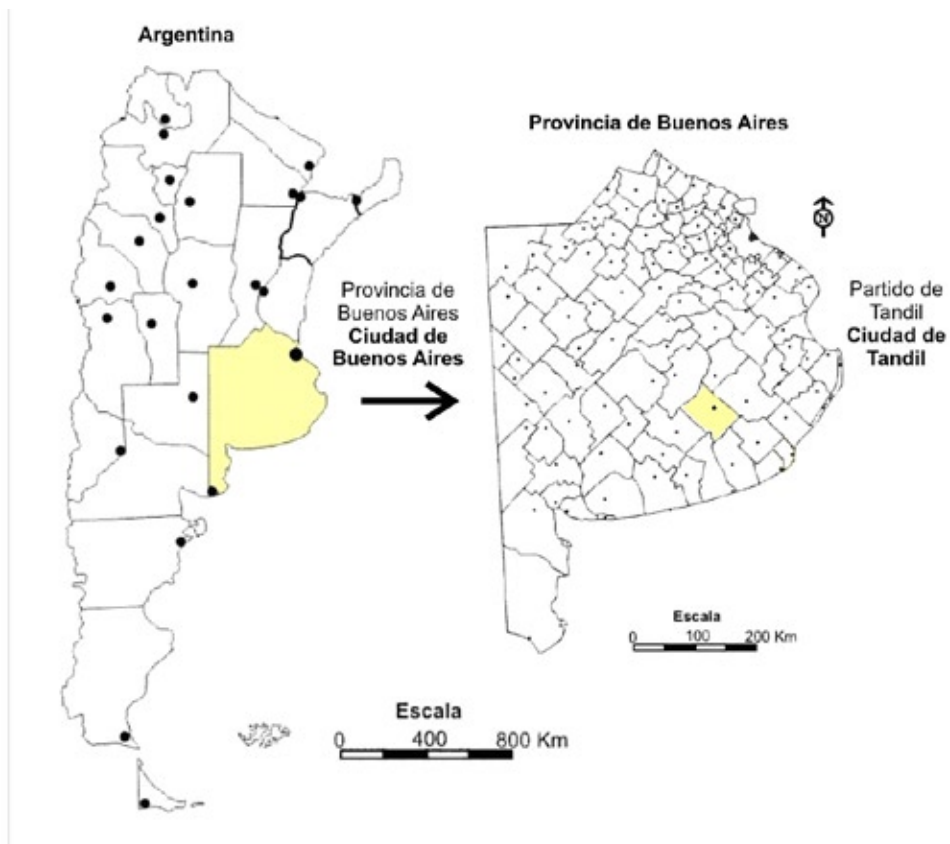 Argentina
Provincia de Buenos Aires
N
Provincia de
Buenos Aires
Ciudad de
Buenos Aires
Partido de
Tandil
Ciudad de
Tandil
Escala
0 100 200 Km
Escala
0 400 800 Km